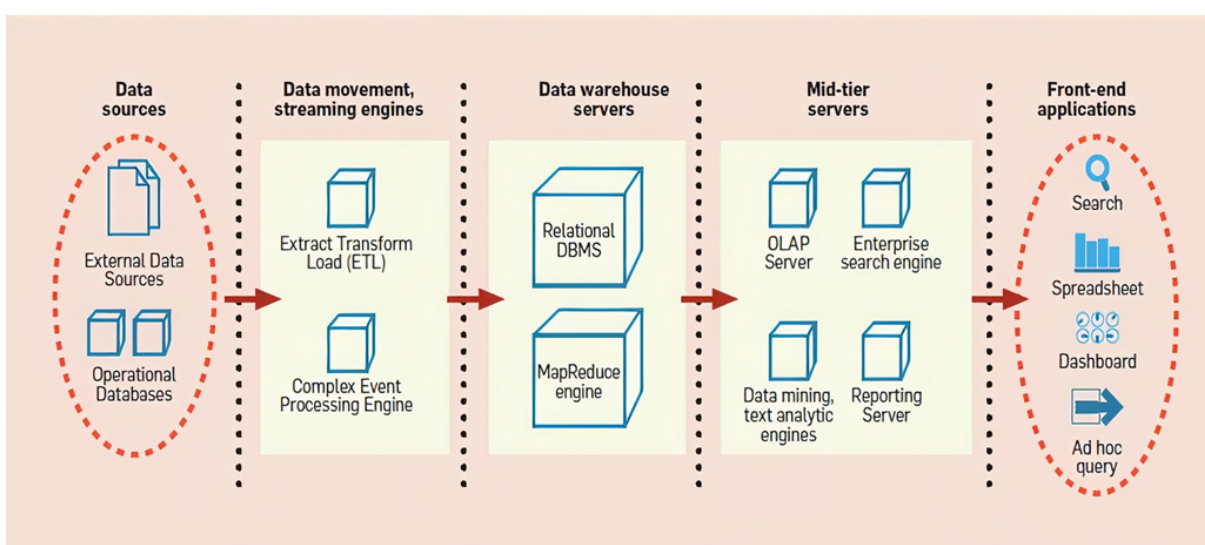 Data
sources
Data movement,
streaming engines
Data warehouse
servers
Mid-tier
servers
Front-end
applications
External Data
Sources
Operational
Databases
Extract Transform
Load (ETL)
Complex Event
Processing Engine
Relational
DBMS
MapReduce
engine
OLAP
Server
Enterprise
search engine
Data mining,
text analytic
engines
Reporting
Server
Search
Spreadsheet
Dashboard
Ad hoc
query